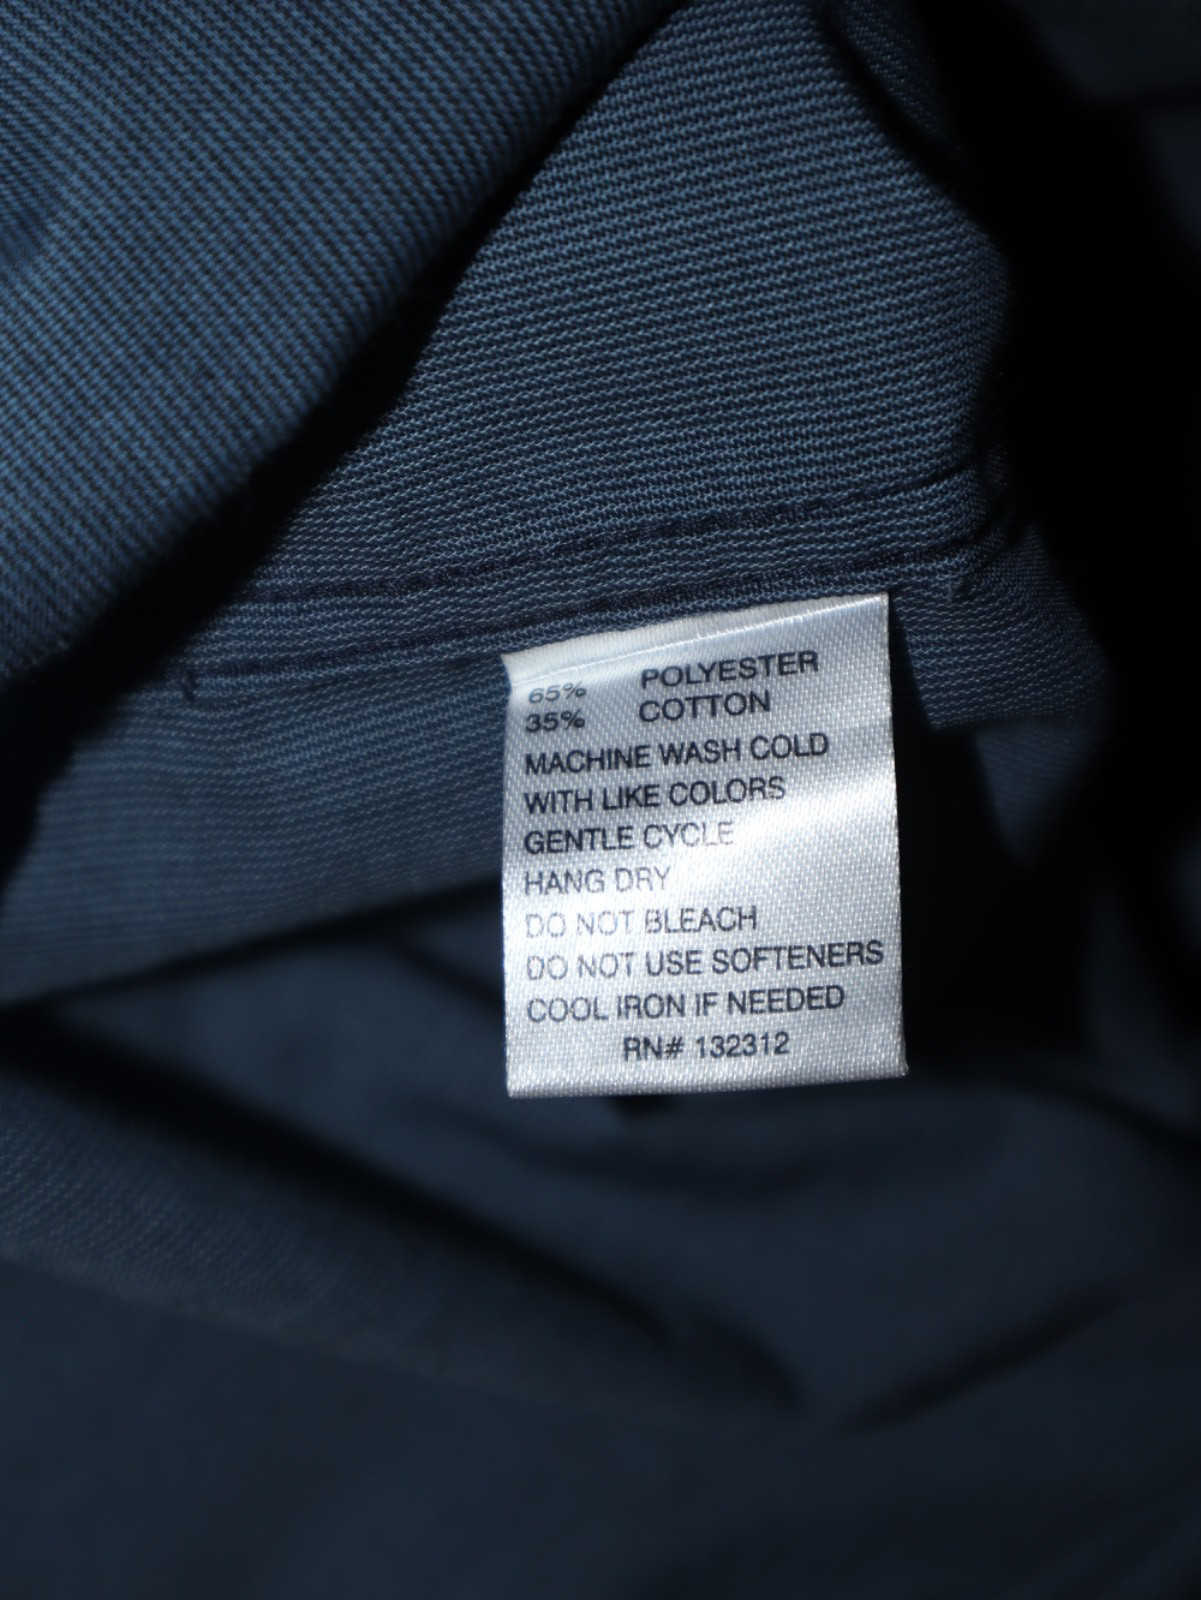 65% POLYESTER
35% COTTON
MACHINE WASH COLD
WITH LIKE COLORS
GENTLE CYCLE
HANG DRY
DO NOT BLEACH
DO NOT USE SOFTENERS
COOL IRON IF NEEDED
RN# 132312